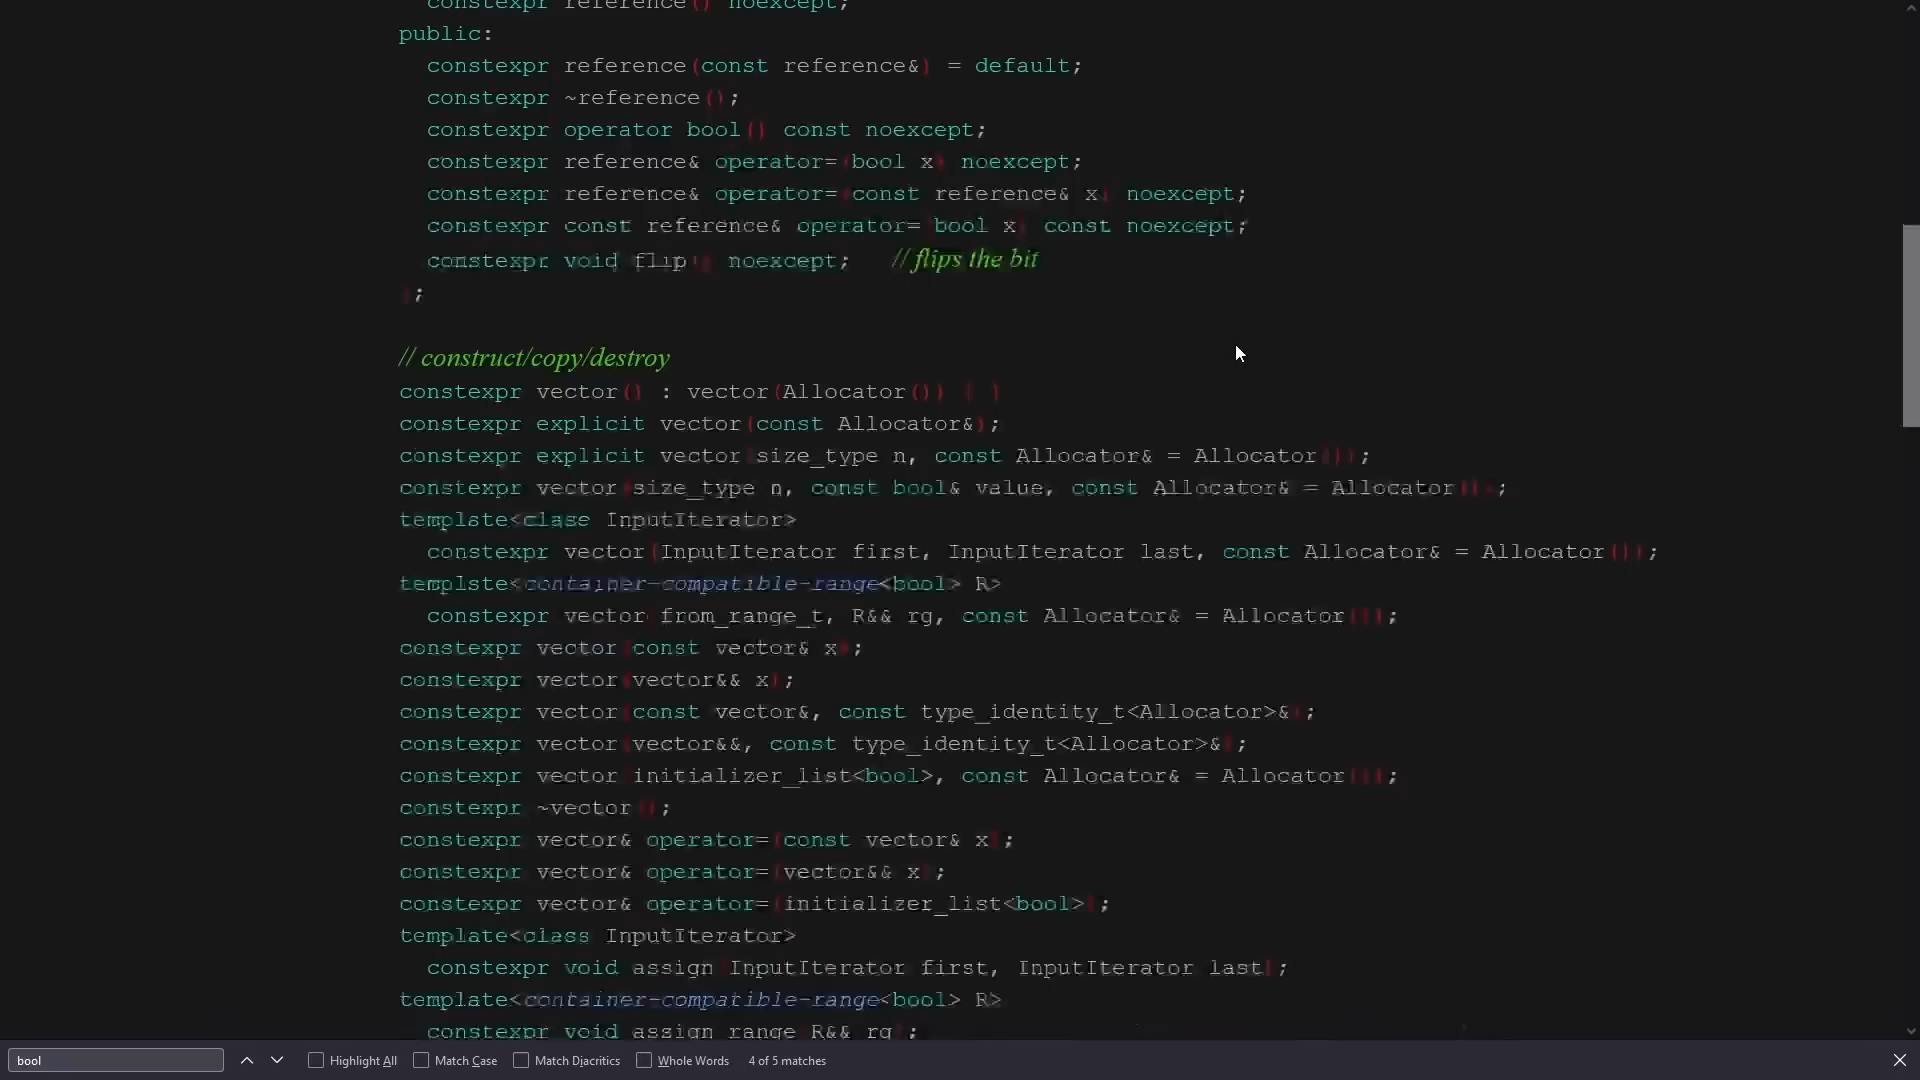 constexpr reference() noexcept;
public:
constexpr reference(const reference&) = default;
constexpr ~reference();
constexpr operator bool() const noexcept;
constexpr reference& operator=(bool x) noexcept;
constexpr reference& operator=(const reference& x) noexcept;
constexpr const reference& operator=(bool x) const noexcept;
constexpr void flip() noexcept; // flips the bit
};
// construct/copy/destroy
constexpr vector() : vector(Allocator()) { }
constexpr explicit vector(const Allocator&);
constexpr explicit vector(size_type n, const Allocator& = Allocator());
constexpr vector(size_type n, const bool& value, const Allocator& = Allocator());
template<class InputIterator>
constexpr vector(InputIterator first, InputIterator last, const Allocator& = Allocator());
template<container-compatible-range<bool> R>
constexpr vector(from_range_t, R&& rg, const Allocator& = Allocator());
constexpr vector(const vector& x);
constexpr vector(vector&& x);
constexpr vector(const vector&, const type_identity_t<Allocator>&);
constexpr vector(vector&&, const type_identity_t<Allocator>&);
constexpr vector(initializer_list<bool>, const Allocator& = Allocator());
constexpr ~vector();
constexpr vector& operator=(const vector& x);
constexpr vector& operator=(vector&& x);
constexpr vector& operator=(initializer_list<bool>);
template<class InputIterator>
constexpr void assign(InputIterator first, InputIterator last);
template<container-compatible-range<bool> R>
constexpr void assign_range(R&& rg);
bool Highlight All Match Case Match Diacritics Whole Words 4 of 5 matches